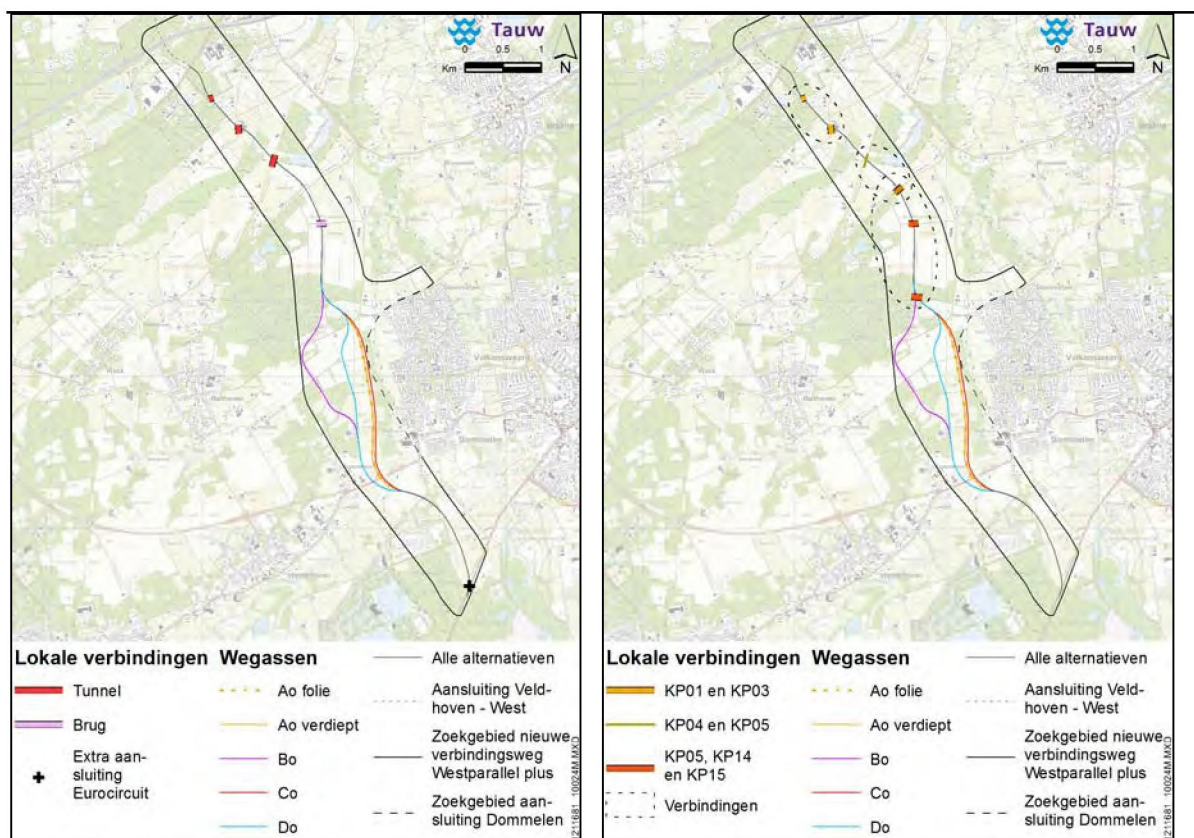 Tauw
0 0.5 1
Km
N
Lokale verbindingen
Tunnel
Brug
Extra aan-
sluiting
Eurocircuit
Wegassen
Ao folie
Ao verdiept
Bo
Co
Do
Alle alternatieven
Aansluiting Veld-
hoven - West
Zoekgebied nieuwe
verbindingsweg
Westparallel plus
Zoekgebied aan-
sluiting Dommelen
Tauw
0 0.5 1
Km
N
Lokale verbindingen
KP01 en KP03
KP04 en KP05
KP05, KP14
en KP15
Verbindingen
Wegassen
Ao folie
Ao verdiept
Bo
Co
Do
Alle alternatieven
Aansluiting Veld-
hoven - West
Zoekgebied nieuwe
verbindingsweg
Westparallel plus
Zoekgebied aan-
sluiting Dommelen